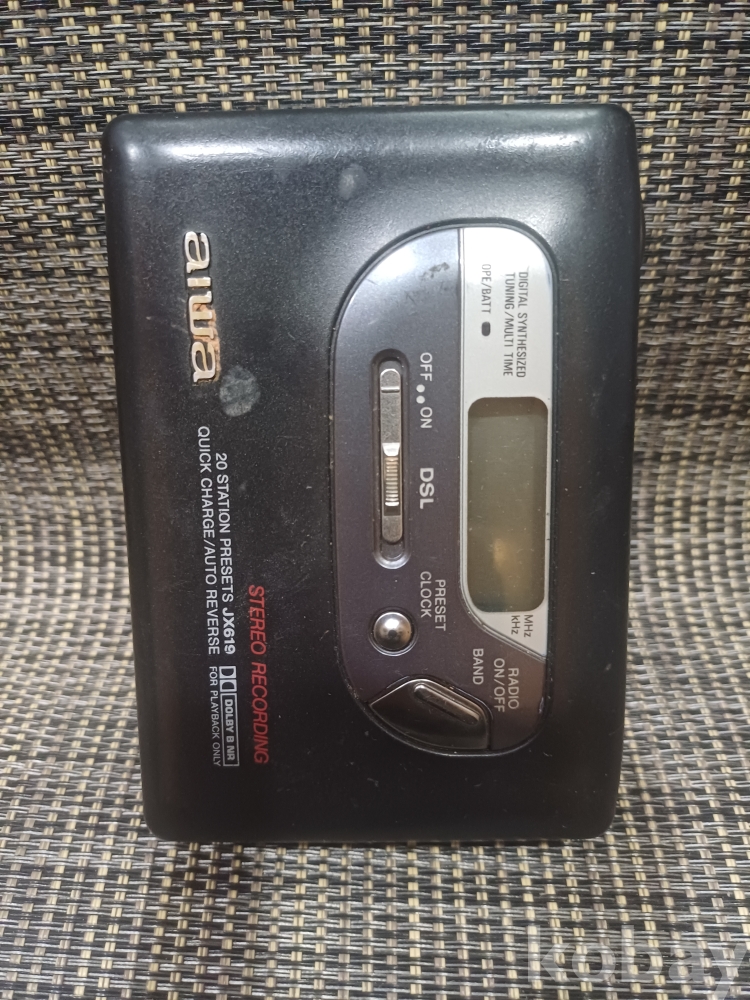 DIGITAL SYNTHESIZED
TUNING/MULTI TIME
OPE/BATT
MHz
kHz
RADIO
ON/OFF
BAND
OFF ON
DSL
PRESET
CLOCK
STEREO RECORDING
aiwa
20 STATION PRESETS JX619
QUICK CHARGE/AUTO REVERSE
DOLBY B NR
FOR PLAYBACK ONLY
kobay